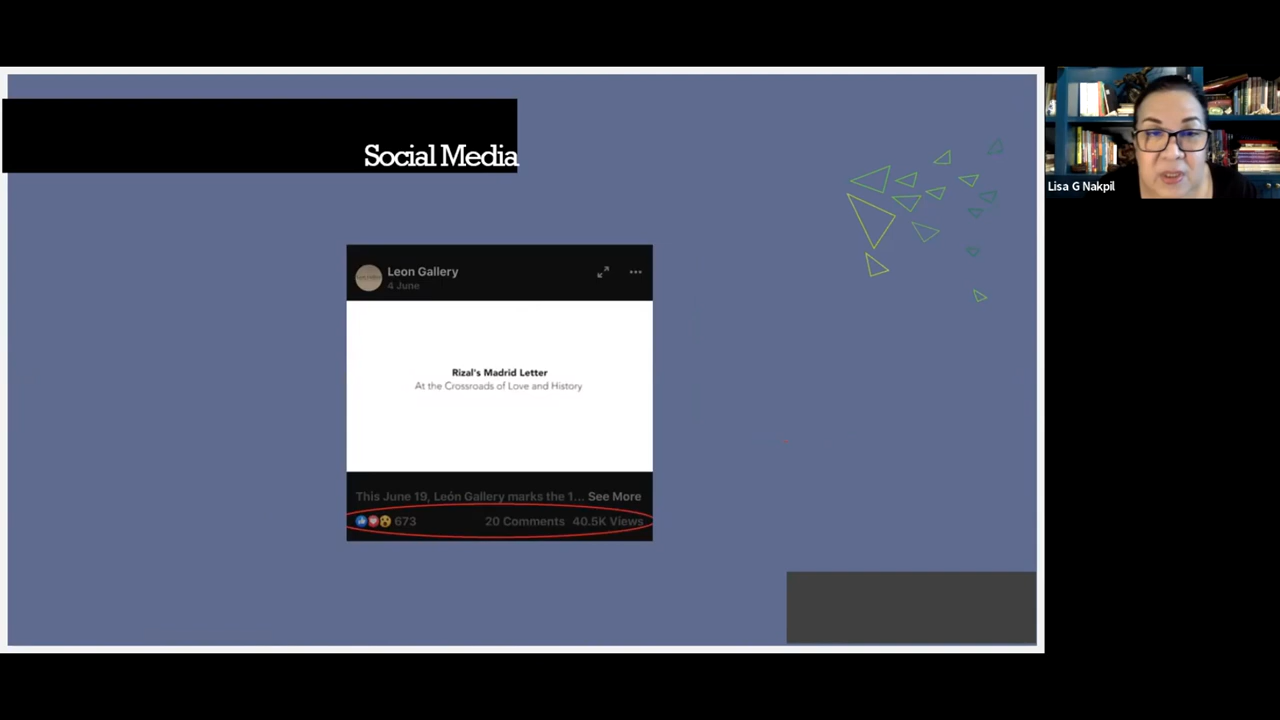 Social Media
Leon Gallery
4 June
Rizal's Madrid Letter
At the Crossroads of Love and History
This June 19, León Gallery marks the 1... See More
673 20 Comments 40.5K Views
Lisa G Nakpil